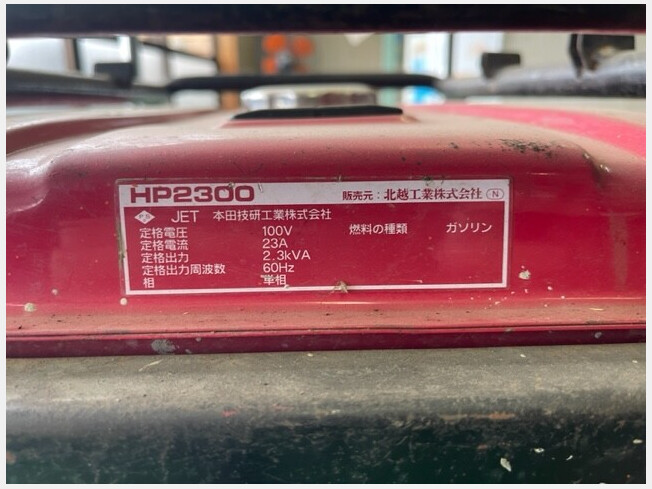 HP2300 販売元：北越工業株式会社 N
JET 本田技研工業株式会社
定格電圧 100V 燃料の種類 ガソリン
定格電流 23A
定格出力 2.3kVA
定格出力周波数 60Hz
相 単相